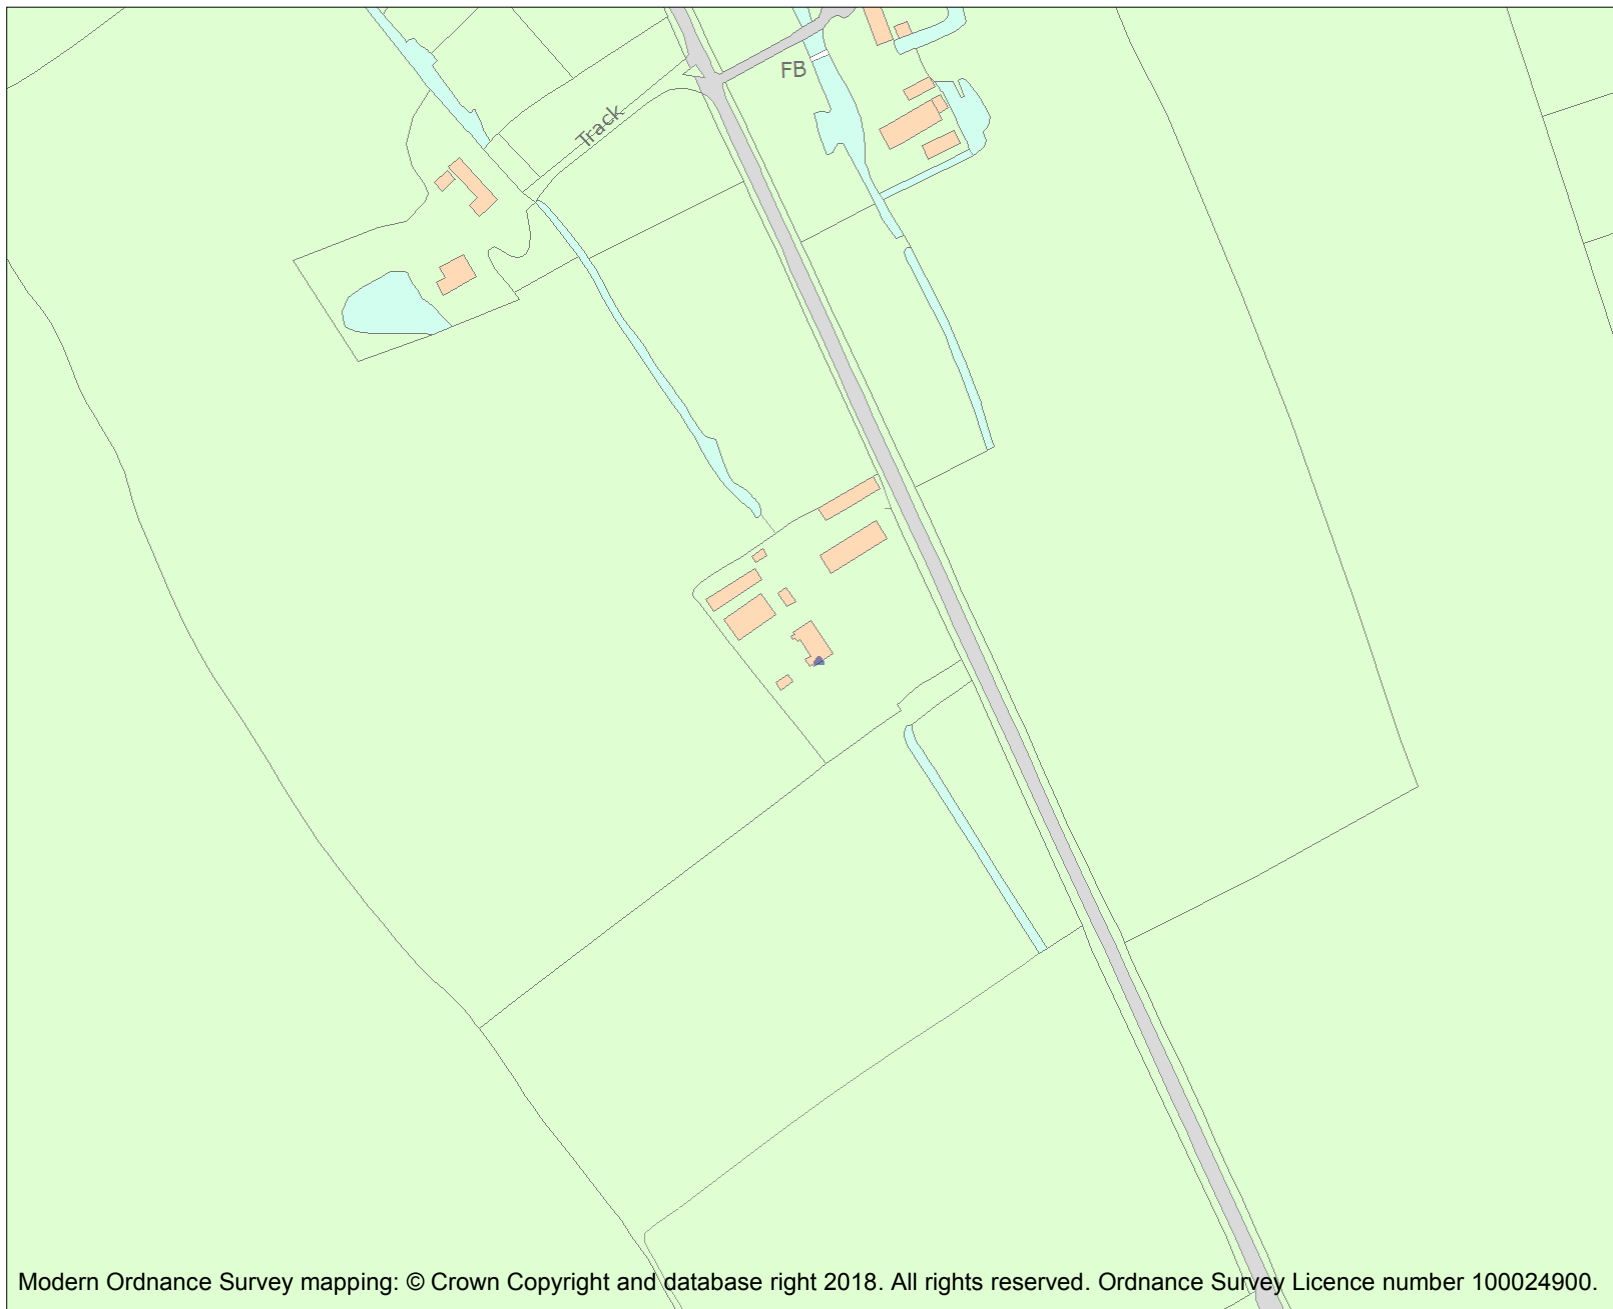 FB
Track
Modern Ordnance Survey mapping: © Crown Copyright and database right 2018. All rights reserved. Ordnance Survey Licence number 100024900.